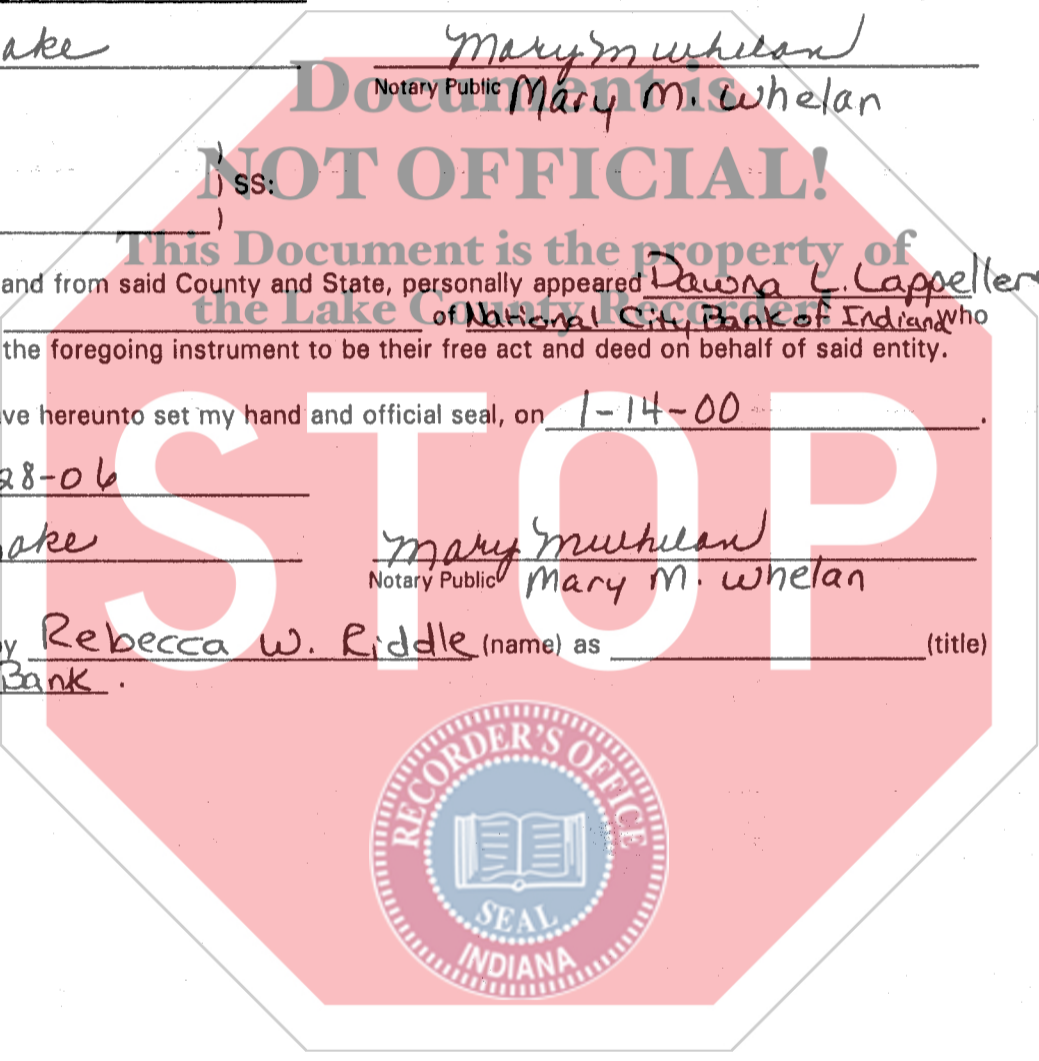 ake Mary M Whelan
Document is
Notary Public Mary M. Whelan
NOT OFFICIAL!
) SS:
)
This Document is the property of
and from said County and State, personally appeared Dawna L. Cappeller
the Lake County Recorder!
of National City Bank of Indiana who
the foregoing instrument to be their free act and deed on behalf of said entity.
ve hereunto set my hand and official seal, on 1-14-00 .
28-06
STOP
ake Mary M Whelan
Notary Public Mary M. Whelan
y Rebecca W. Riddle (name) as (title)
Bank .
RECORDER'S OFFICE
SEAL
INDIANA